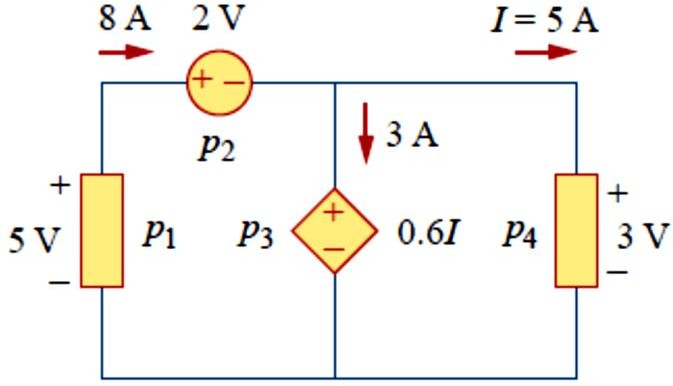 8 A 2 V I = 5 A
+ −
p2
3 A
+ + +
5 V p1 p3 0.6I p4 3 V
− − −